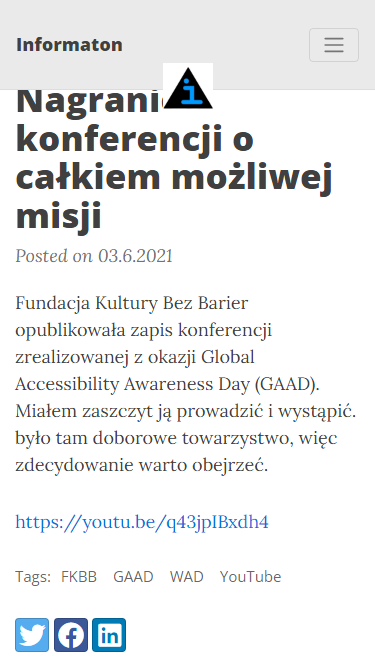 Informaton
Nagranie
konferencji o
całkiem możliwej
misji
Posted on 03.6.2021
Fundacja Kultury Bez Barier
opublikowała zapis konferencji
zrealizowanej z okazji Global
Accessibility Awareness Day (GAAD).
Miałem zaszczyt ją prowadzić i wystąpić.
było tam doborowe towarzystwo, więc
zdecydowanie warto obejrzeć.
https://youtu.be/q43jpIBxdh4
Tags: FKBB GAAD WAD YouTube